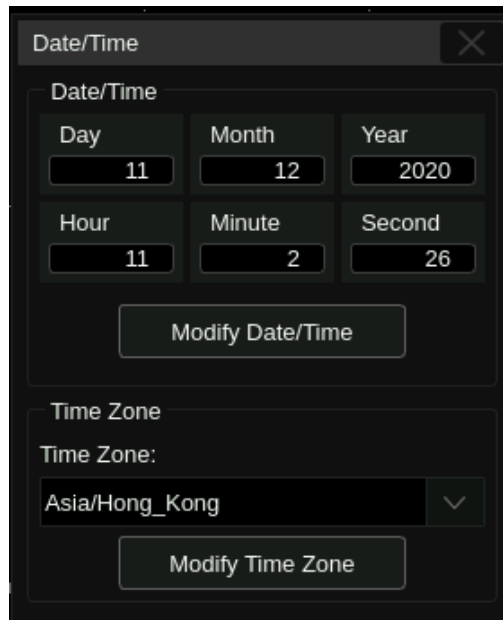 Date/Time
Date/Time
Day Month Year
11 12 2020
Hour Minute Second
11 2 26
Modify Date/Time
Time Zone
Time Zone:
Asia/Hong_Kong
Modify Time Zone